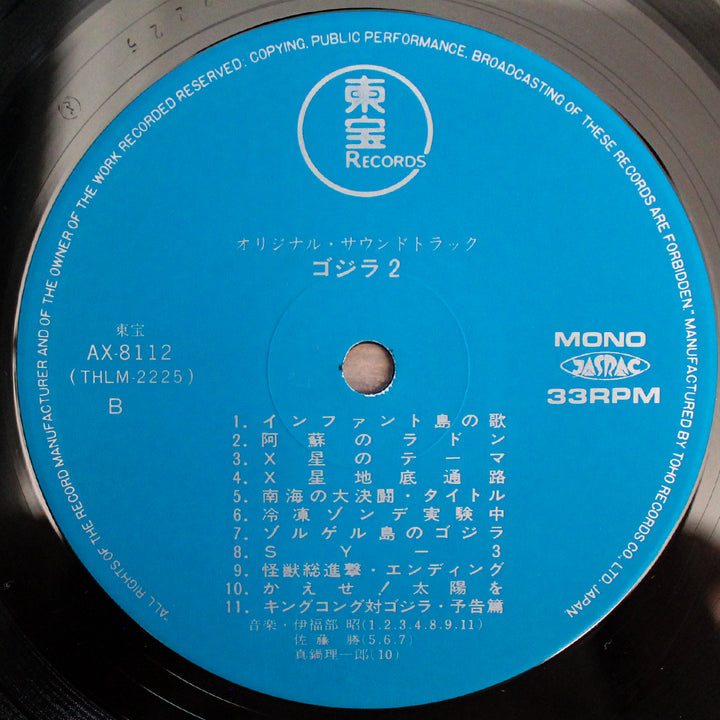 ALL RIGHTS OF THE RECORD MANUFACTURER AND OF THE OWNER OF THE WORK RECORDED RESERVED; COPYING, PUBLIC PERFORMANCE, BROADCASTING OF THESE RECORDS ARE FORBIDDEN." MANUFACTURED BY TOHO RECORDS CO., LTD. JAPAN
東宝
RECORDS
オリジナル・サウンドトラック
ゴジラ2
東宝
AX-8112
(THLM-2225)
B
MONO
JASRAC
33RPM
1. インファント島の歌
2. 阿蘇のラドン
3. X星のテーマ
4. X星地底通路
5. 南海の大決闘・タイトル
6. 冷凍ゾンデ実験中
7. ゾルゲル島のゴジラ
8. SY-3
9. 怪獣総進撃・エンディング
10. かえせ!太陽を
11. キングコング対ゴジラ・予告篇
音楽・伊福部 昭(1.2.3.4.8.9.11)
佐藤 勝(5.6.7)
真鍋理一郎(10)